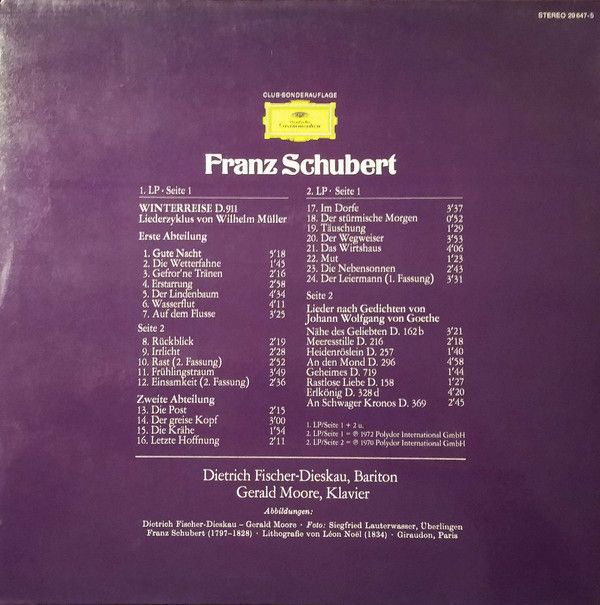 STEREO 29 647-5
CLUB-SONDERAUFLAGE
Deutsche
Grammophon
Franz Schubert
1. LP · Seite 1
WINTERREISE D.911
Liederzyklus von Wilhelm Müller
Erste Abteilung
1. Gute Nacht 5'18
2. Die Wetterfahne 1'45
3. Gefror'ne Tränen 2'16
4. Erstarrung 2'58
5. Der Lindenbaum 4'34
6. Wasserflut 4'11
7. Auf dem Flusse 3'25
Seite 2
8. Rückblick 2'19
9. Irrlicht 2'28
10. Rast (2. Fassung) 2'52
11. Frühlingstraum 3'49
12. Einsamkeit (2. Fassung) 2'36
Zweite Abteilung
13. Die Post 2'15
14. Der greise Kopf 3'00
15. Die Krähe 1'54
16. Letzte Hoffnung 2'11
2. LP · Seite 1
17. Im Dorfe 3'37
18. Der stürmische Morgen 0'52
19. Täuschung 1'29
20. Der Wegweiser 3'53
21. Das Wirtshaus 4'06
22. Mut 1'23
23. Die Nebensonnen 2'43
24. Der Leiermann (1. Fassung) 3'31
Seite 2
Lieder nach Gedichten von
Johann Wolfgang von Goethe
Nähe des Geliebten D. 162 b 3'21
Meeresstille D. 216 2'18
Heidenröslein D. 257 1'40
An den Mond D. 296 4'58
Geheimes D. 719 1'44
Rastlose Liebe D. 158 1'27
Erlkönig D. 328 d 4'20
An Schwager Kronos D. 369 2'45
1. LP/Seite 1 + 2 u.
2. LP/Seite 1 = ℗ 1972 Polydor International GmbH
2. LP/Seite 2 = ℗ 1970 Polydor International GmbH
Dietrich Fischer-Dieskau, Bariton
Gerald Moore, Klavier
Abbildungen:
Dietrich Fischer-Dieskau – Gerald Moore · Foto: Siegfried Lauterwasser, Überlingen
Franz Schubert (1797–1828) · Lithografie von Léon Noël (1834) · Giraudon, Paris